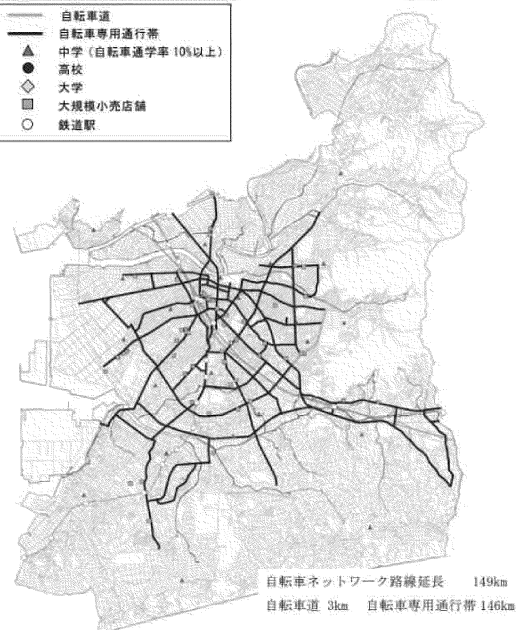 自転車道
自転車専用通行帯
中学（自転車通学率 10%以上）
高校
大学
大規模小売店舗
鉄道駅
自転車ネットワーク路線延長 149km
自転車道 3km 自転車専用通行帯 146km